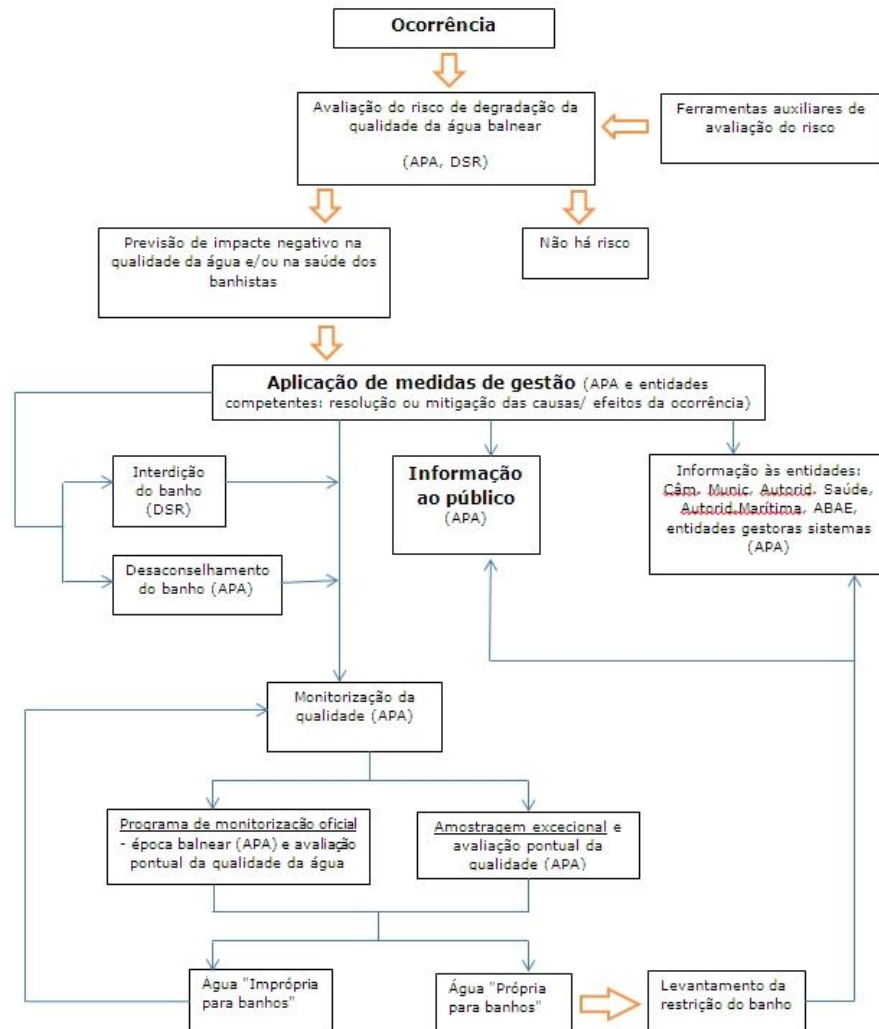 Ocorrência
Avaliação do risco de degradação da
qualidade da água balnear
(APA, DSR)
Ferramentas auxiliares de
avaliação do risco
Previsão de impacte negativo na
qualidade da água e/ou na saúde dos
banhistas
Não há risco
Aplicação de medidas de gestão (APA e entidades
competentes: resolução ou mitigação das causas/ efeitos da ocorrência)
Interdição
do banho
(DSR)
Informação
ao público
(APA)
Informação às entidades:
Câm. Munic, Autorid. Saúde,
Autorid.Marítima, ABAE,
entidades gestoras sistemas
(APA)
Desaconselhamento
do banho (APA)
Monitorização da
qualidade (APA)
Programa de monitorização oficial
- época balnear (APA) e avaliação
pontual da qualidade da água
Amostragem excecional e
avaliação pontual da
qualidade (APA)
Água "Imprópria
para banhos"
Água "Própria
para banhos"
Levantamento da
restrição do banho